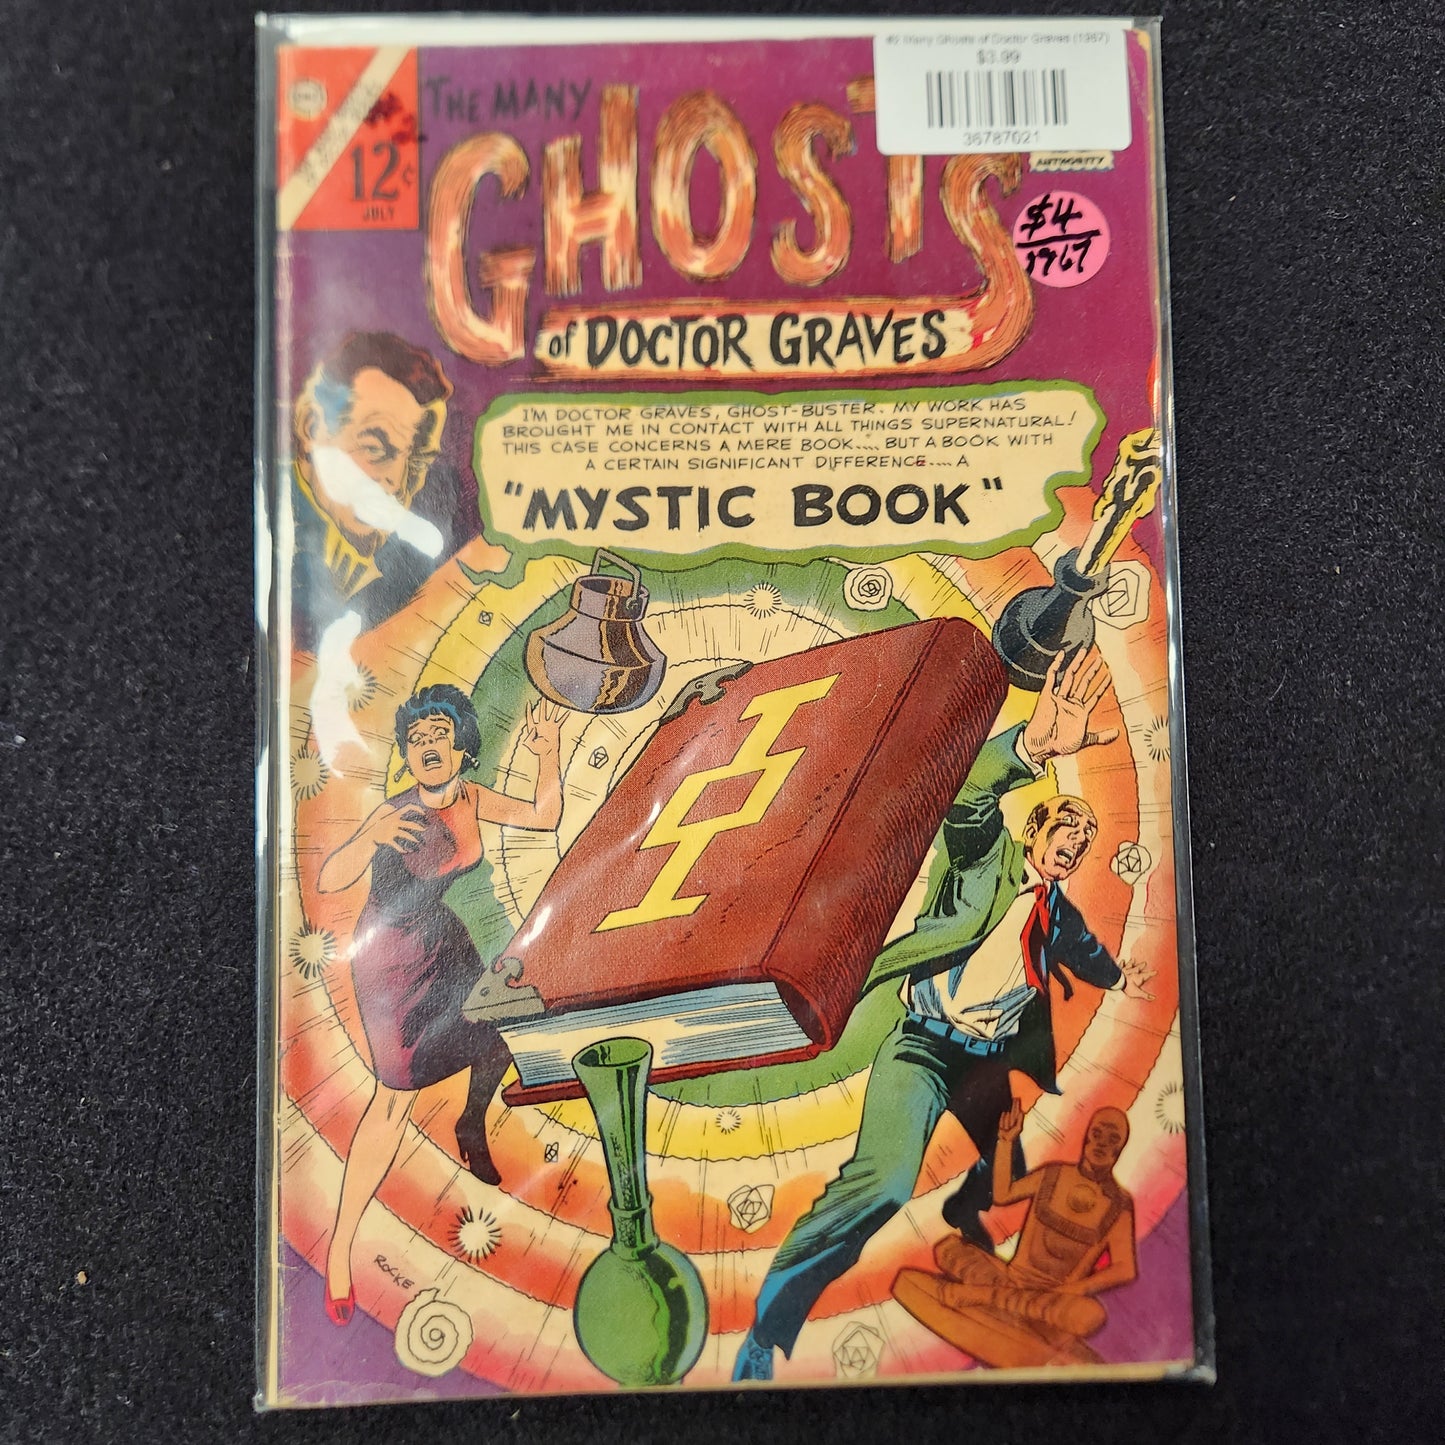 #2 Many Ghosts of Doctor Graves (1967)
$3.99
36787021
AUTHORITY
12¢
JULY
THE MANY
GHOSTS
of DOCTOR GRAVES
$4
1967
I'M DOCTOR GRAVES, GHOST-BUSTER. MY WORK HAS
BROUGHT ME IN CONTACT WITH ALL THINGS SUPERNATURAL!
THIS CASE CONCERNS A MERE BOOK.... BUT A BOOK WITH
A CERTAIN SIGNIFICANT DIFFERENCE.... A
"MYSTIC BOOK"
ROCKE